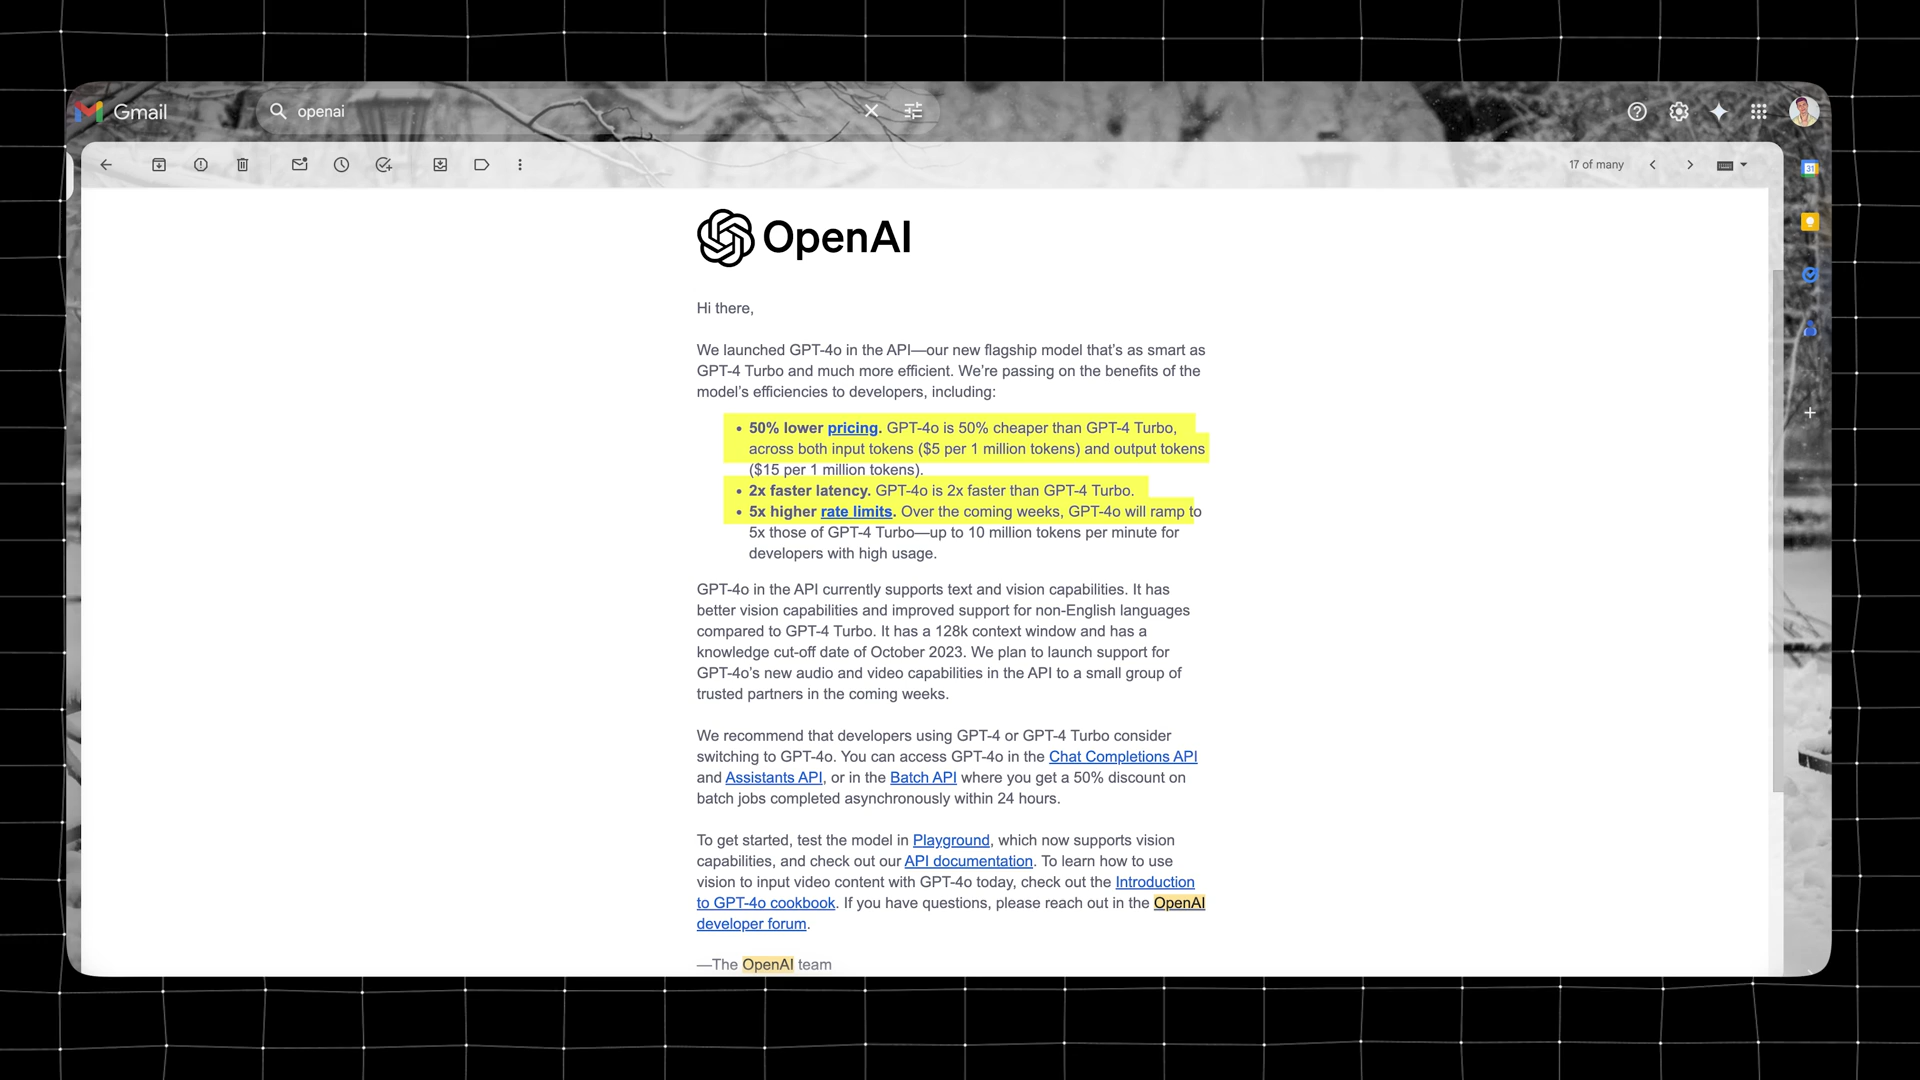 Gmail
openai
17 of many
31
OpenAI
Hi there,
We launched GPT-4o in the API—our new flagship model that’s as smart as
GPT-4 Turbo and much more efficient. We’re passing on the benefits of the
model’s efficiencies to developers, including:
• 50% lower pricing. GPT-4o is 50% cheaper than GPT-4 Turbo,
across both input tokens ($5 per 1 million tokens) and output tokens
($15 per 1 million tokens).
• 2x faster latency. GPT-4o is 2x faster than GPT-4 Turbo.
• 5x higher rate limits. Over the coming weeks, GPT-4o will ramp to
5x those of GPT-4 Turbo—up to 10 million tokens per minute for
developers with high usage.
GPT-4o in the API currently supports text and vision capabilities. It has
better vision capabilities and improved support for non-English languages
compared to GPT-4 Turbo. It has a 128k context window and has a
knowledge cut-off date of October 2023. We plan to launch support for
GPT-4o’s new audio and video capabilities in the API to a small group of
trusted partners in the coming weeks.
We recommend that developers using GPT-4 or GPT-4 Turbo consider
switching to GPT-4o. You can access GPT-4o in the Chat Completions API
and Assistants API, or in the Batch API where you get a 50% discount on
batch jobs completed asynchronously within 24 hours.
To get started, test the model in Playground, which now supports vision
capabilities, and check out our API documentation. To learn how to use
vision to input video content with GPT-4o today, check out the Introduction
to GPT-4o cookbook. If you have questions, please reach out in the OpenAI
developer forum.
—The OpenAI team